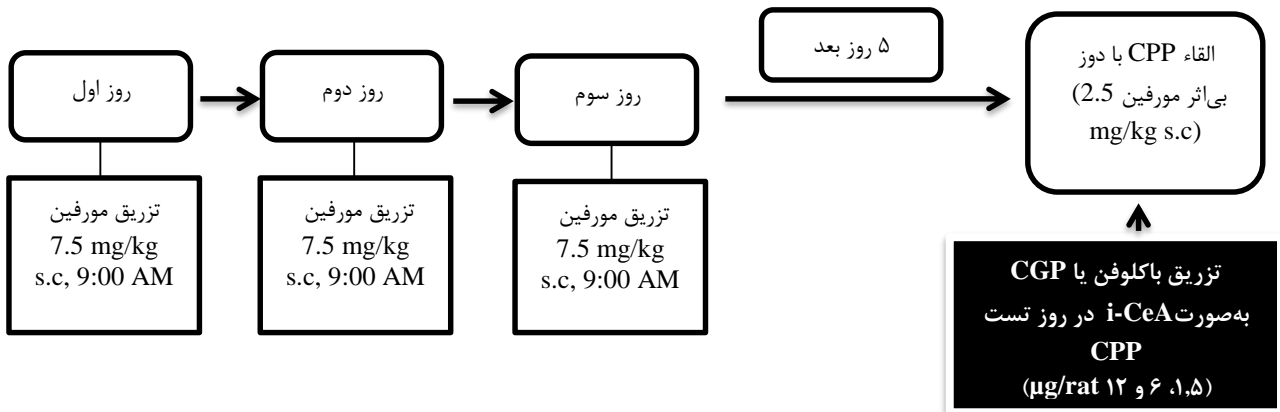 روز اول
روز دوم
روز سوم
۵ روز بعد
القاء CPP با دوز
بی‌اثر مورفین 2.5)
mg/kg s.c)
تزریق مورفین
7.5 mg/kg
s.c, 9:00 AM
تزریق مورفین
7.5 mg/kg
s.c, 9:00 AM
تزریق مورفین
7.5 mg/kg
s.c, 9:00 AM
تزریق باکلوفن یا CGP
به‌صورت i-CeA در روز تست
CPP
(۱,۵، ۶ و ۱۲ µg/rat)